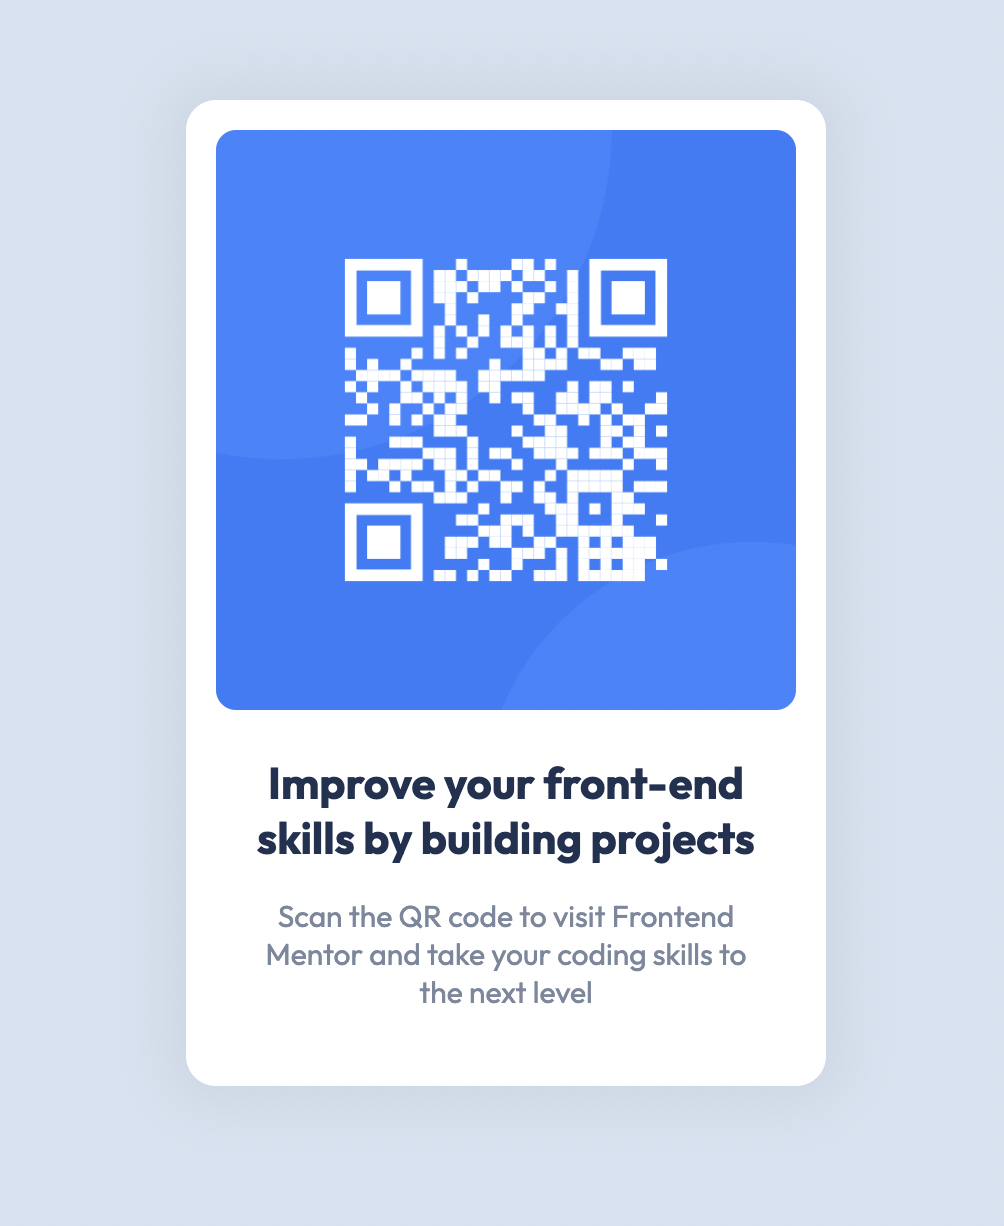 Improve your front-end
skills by building projects
Scan the QR code to visit Frontend
Mentor and take your coding skills to
the next level